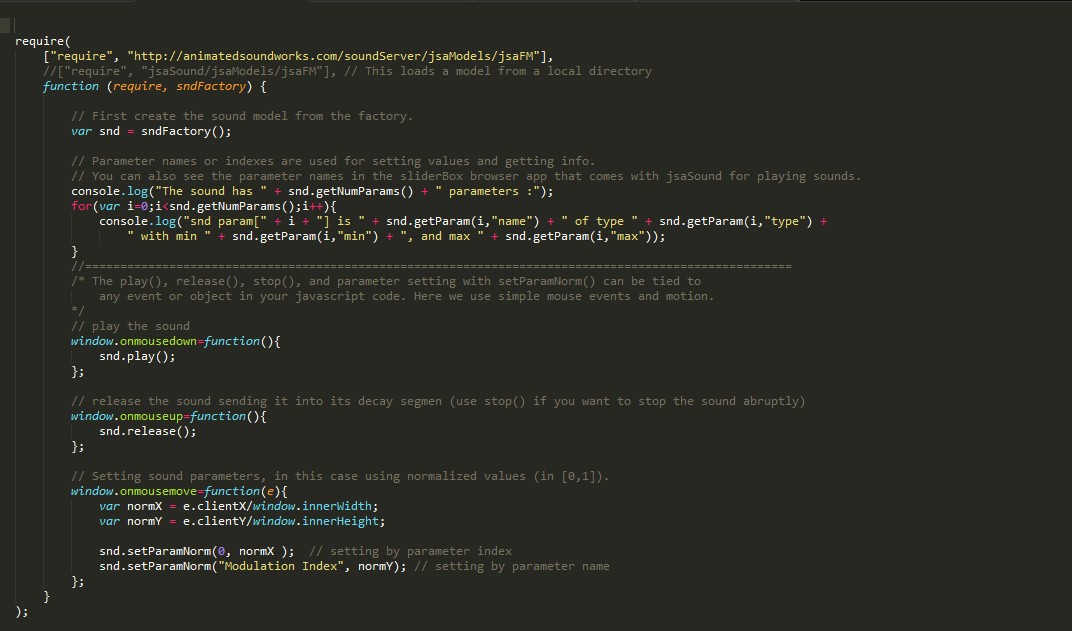 require(
    ["require", "http://animatedsoundworks.com/soundServer/jsaModels/jsaFM"],
    //["require", "jsaSound/jsaModels/jsaFM"], // This loads a model from a local directory
    function (require, sndFactory) {

        // First create the sound model from the factory.
        var snd = sndFactory();

        // Parameter names or indexes are used for setting values and getting info.
        // You can also see the parameter names in the sliderBox browser app that comes with jsaSound for playing sounds.
        console.log("The sound has " + snd.getNumParams() + " parameters :");
        for(var i=0;i<snd.getNumParams();i++){
            console.log("snd param[" + i + "] is " + snd.getParam(i,"name") + " of type " + snd.getParam(i,"type") +
                " with min " + snd.getParam(i,"min") + ", and max " + snd.getParam(i,"max"));
        }
        //=====================================================================================================
        /* The play(), release(), stop(), and parameter setting with setParamNorm() can be tied to
            any event or object in your javascript code. Here we use simple mouse events and motion.
        */
        // play the sound
        window.onmousedown=function(){
            snd.play();
        };

        // release the sound sending it into its decay segmen (use stop() if you want to stop the sound abruptly)
        window.onmouseup=function(){
            snd.release();
        };

        // Setting sound parameters, in this case using normalized values (in [0,1]).
        window.onmousemove=function(e){
            var normX = e.clientX/window.innerWidth;
            var normY = e.clientY/window.innerHeight;

            snd.setParamNorm(0, normX );  // setting by parameter index
            snd.setParamNorm("Modulation Index", normY); // setting by parameter name
        };
    }
);